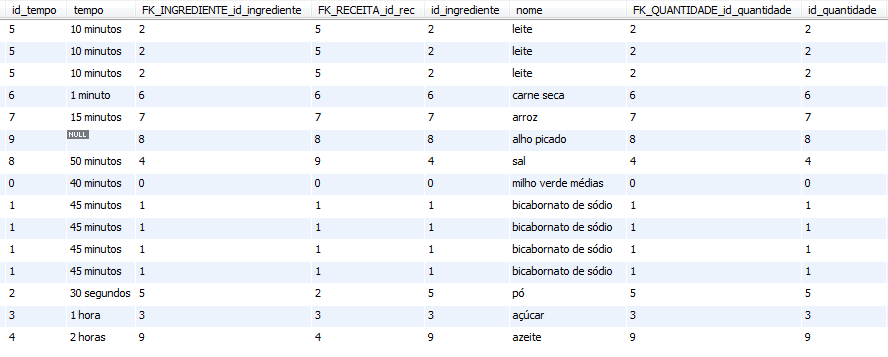 id_tempo tempo FK_INGREDIENTE_id_ingrediente FK_RECEITA_id_rec id_ingrediente nome FK_QUANTIDADE_id_quantidade id_quantidade
5 10 minutos 2 5 2 leite 2 2
5 10 minutos 2 5 2 leite 2 2
5 10 minutos 2 5 2 leite 2 2
6 1 minuto 6 6 6 carne seca 6 6
7 15 minutos 7 7 7 arroz 7 7
9 NULL 8 8 8 alho picado 8 8
8 50 minutos 4 9 4 sal 4 4
0 40 minutos 0 0 0 milho verde médias 0 0
1 45 minutos 1 1 1 bicabornato de sódio 1 1
1 45 minutos 1 1 1 bicabornato de sódio 1 1
1 45 minutos 1 1 1 bicabornato de sódio 1 1
1 45 minutos 1 1 1 bicabornato de sódio 1 1
2 30 segundos 5 2 5 pó 5 5
3 1 hora 3 3 3 açúcar 3 3
4 2 horas 9 4 9 azeite 9 9